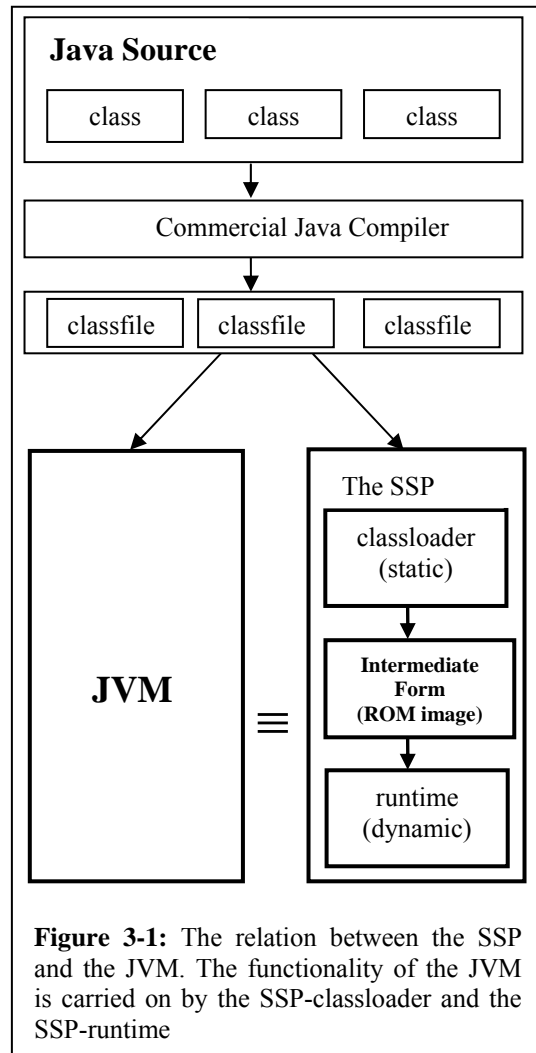 Java Source
class class class
Commercial Java Compiler
classfile classfile classfile
JVM
≡
The SSP
classloader
(static)
Intermediate
Form
(ROM image)
runtime
(dynamic)
Figure 3-1: The relation between the SSP
and the JVM. The functionality of the JVM
is carried on by the SSP-classloader and the
SSP-runtime